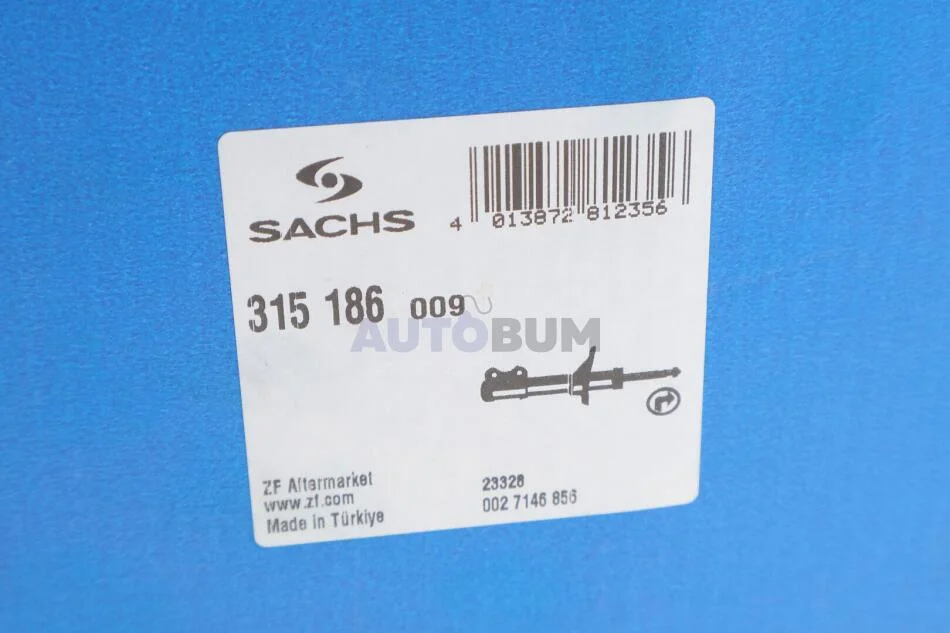 SACHS
4 013872 812356
315 186 009
AUTOBUM
ZF Aftermarket
www.zf.com
Made in Türkiye
23328
002 7146 856